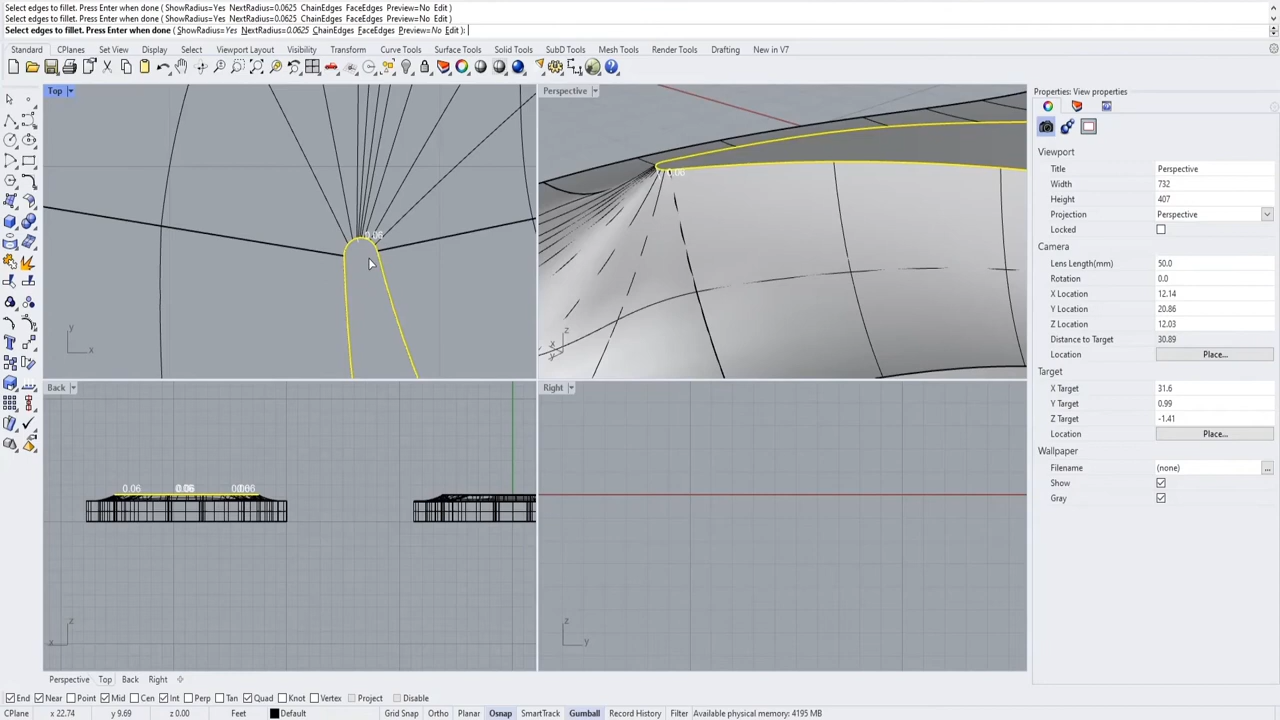 Select edges to fillet. Press Enter when done ( ShowRadius=Yes  NextRadius=0.0625  ChainEdges  FaceEdges  Preview=No  Edit )
Select edges to fillet. Press Enter when done ( ShowRadius=Yes  NextRadius=0.0625  ChainEdges  FaceEdges  Preview=No  Edit )
Select edges to fillet. Press Enter when done ( ShowRadius=Yes  NextRadius=0.0625  ChainEdges  FaceEdges  Preview=No  Edit ):
Standard CPlanes Set View Display Select Viewport Layout Visibility Transform Curve Tools Surface Tools Solid Tools SubD Tools Mesh Tools Render Tools Drafting New in V7
Top
0.06
y
x
Perspective
0.06
z
x
y
Back
0.06 0.06
z
x
Right
z
y
Properties: View properties
Viewport
Title Perspective
Width 732
Height 407
Projection Perspective
Locked
Camera
Lens Length(mm) 50.0
Rotation 0.0
X Location 12.14
Y Location 20.86
Z Location 12.03
Distance to Target 30.89
Location Place...
Target
X Target 31.6
Y Target 0.99
Z Target -1.41
Location Place...
Wallpaper
Filename (none) ...
Show
Gray
Perspective Top Back Right
End Near Point Mid Cen Int Perp Tan Quad Knot Vertex Project Disable
CPlane x 22.74 y 9.69 z 0.00 Feet Default Grid Snap Ortho Planar Osnap SmartTrack Gumball Record History Filter Available physical memory: 4195 MB